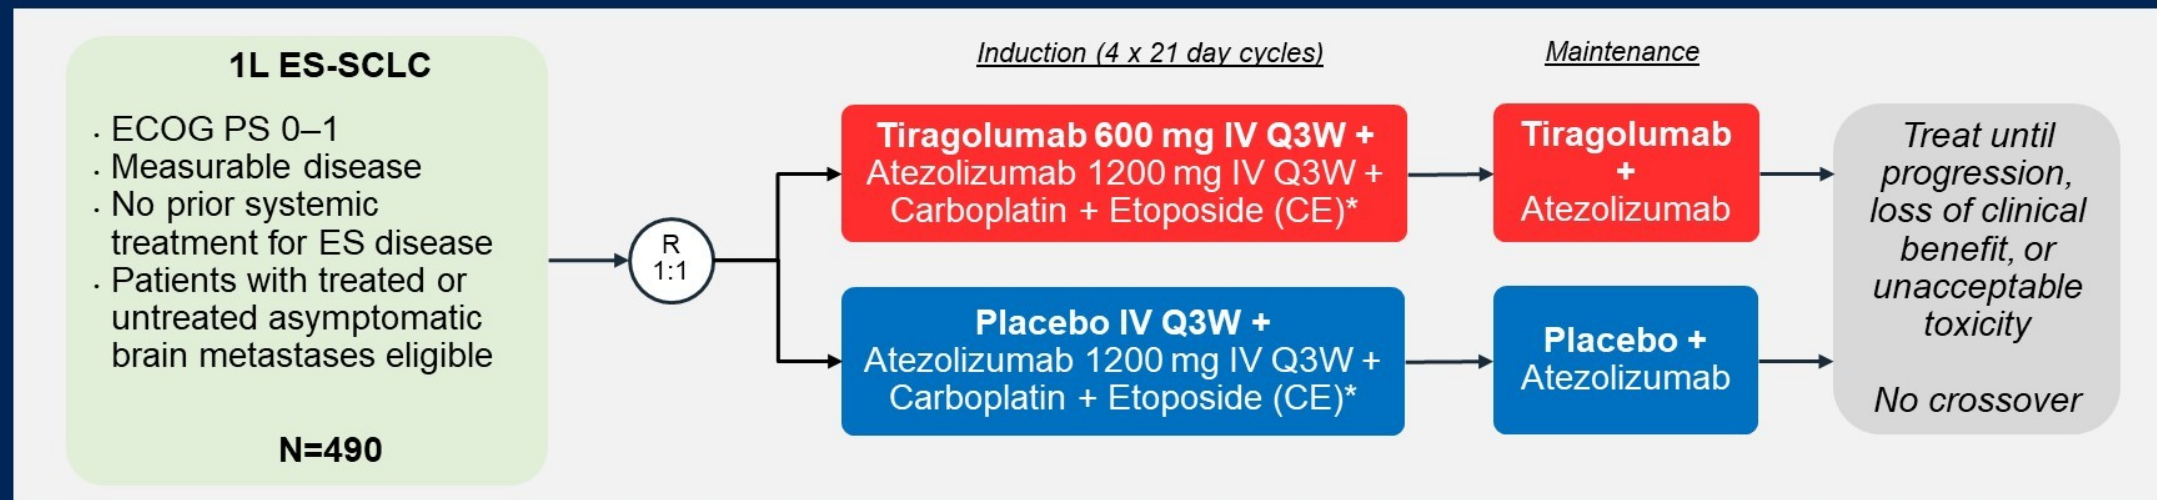 1L ES-SCLC
· ECOG PS 0–1
· Measurable disease
· No prior systemic
treatment for ES disease
· Patients with treated or
untreated asymptomatic
brain metastases eligible
N=490
R
1:1
Induction (4 x 21 day cycles)
Tiragolumab 600 mg IV Q3W +
Atezolizumab 1200 mg IV Q3W +
Carboplatin + Etoposide (CE)*
Placebo IV Q3W +
Atezolizumab 1200 mg IV Q3W +
Carboplatin + Etoposide (CE)*
Maintenance
Tiragolumab
+
Atezolizumab
Placebo +
Atezolizumab
Treat until
progression,
loss of clinical
benefit, or
unacceptable
toxicity
No crossover